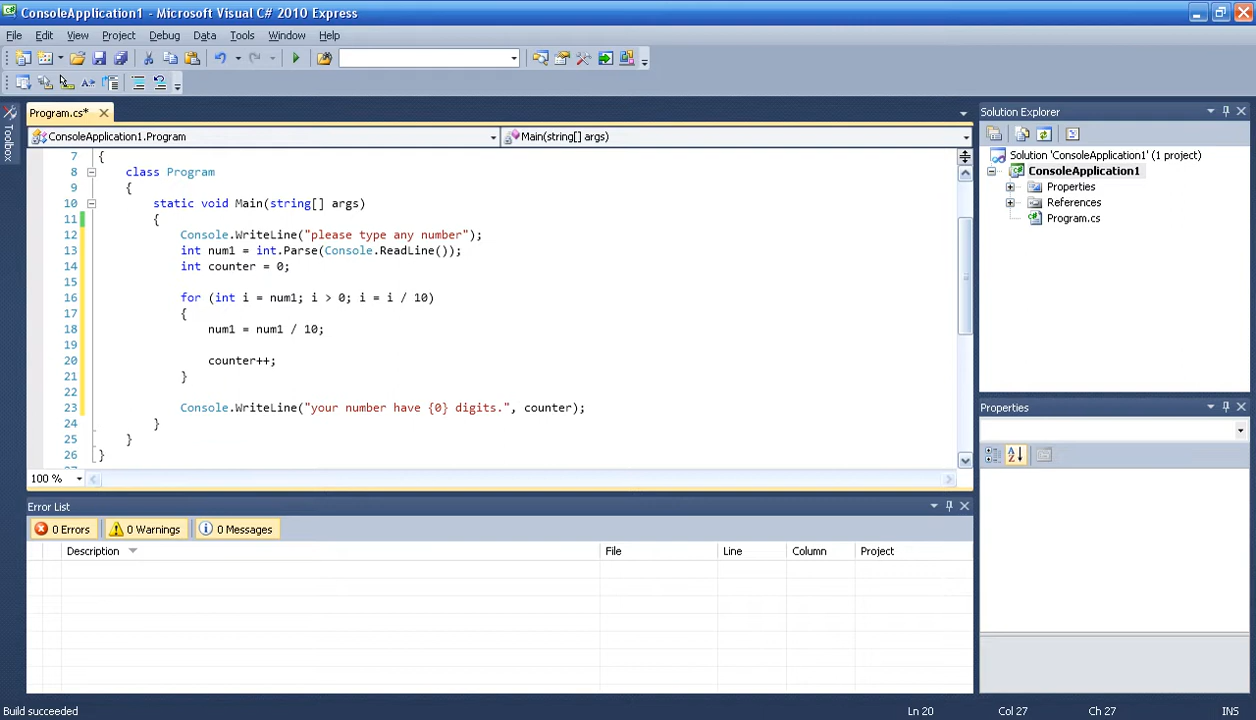 ConsoleApplication1 - Microsoft Visual C# 2010 Express
File Edit View Project Debug Data Tools Window Help
Program.cs*
ConsoleApplication1.Program Main(string[] args)
Toolbox
7 {
8 class Program
9 {
10 static void Main(string[] args)
11 {
12 Console.WriteLine("please type any number");
13 int num1 = int.Parse(Console.ReadLine());
14 int counter = 0;
15
16 for (int i = num1; i > 0; i = i / 10)
17 {
18 num1 = num1 / 10;
19
20 counter++;
21 }
22
23 Console.WriteLine("your number have {0} digits.", counter);
24 }
25 }
26 }
100 %
Error List
0 Errors 0 Warnings 0 Messages
Description File Line Column Project
Solution Explorer
Solution 'ConsoleApplication1' (1 project)
ConsoleApplication1
Properties
References
Program.cs
Properties
Build succeeded Ln 20 Col 27 Ch 27 INS